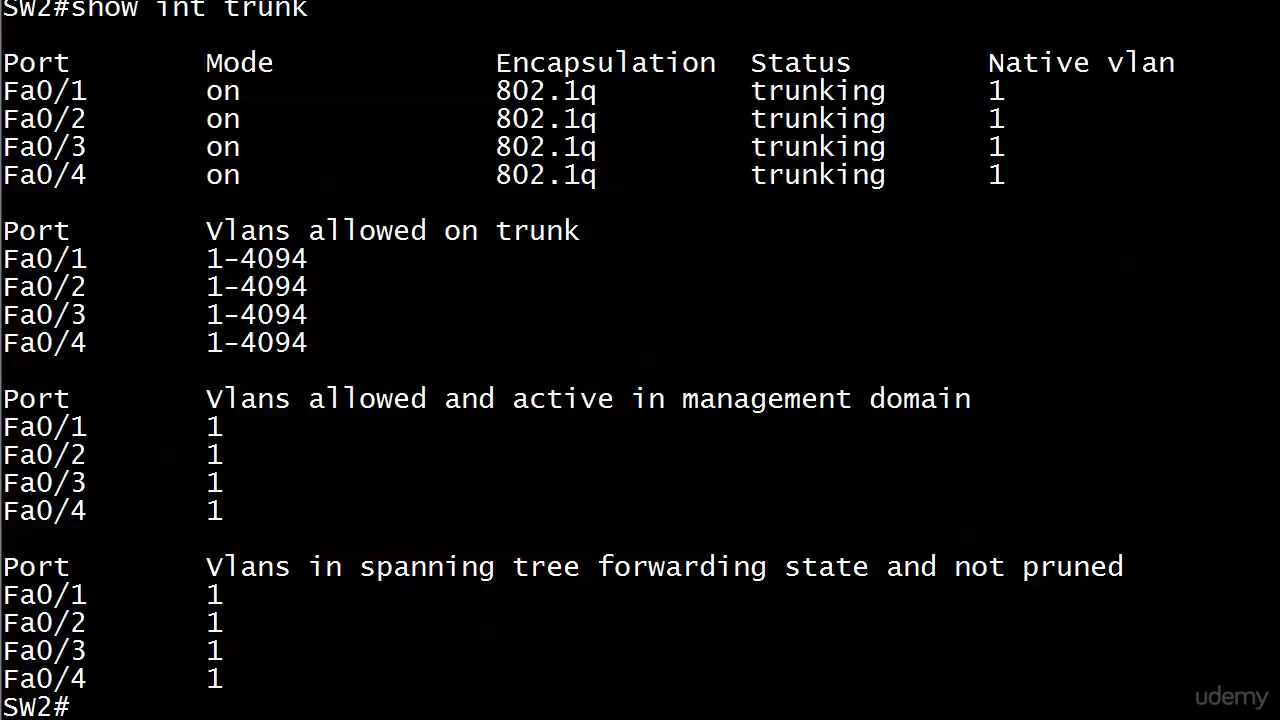 SW2#show int trunk
Port Mode Encapsulation Status Native vlan
Fa0/1 on 802.1q trunking 1
Fa0/2 on 802.1q trunking 1
Fa0/3 on 802.1q trunking 1
Fa0/4 on 802.1q trunking 1
Port Vlans allowed on trunk
Fa0/1 1-4094
Fa0/2 1-4094
Fa0/3 1-4094
Fa0/4 1-4094
Port Vlans allowed and active in management domain
Fa0/1 1
Fa0/2 1
Fa0/3 1
Fa0/4 1
Port Vlans in spanning tree forwarding state and not pruned
Fa0/1 1
Fa0/2 1
Fa0/3 1
Fa0/4 1
SW2#
udemy